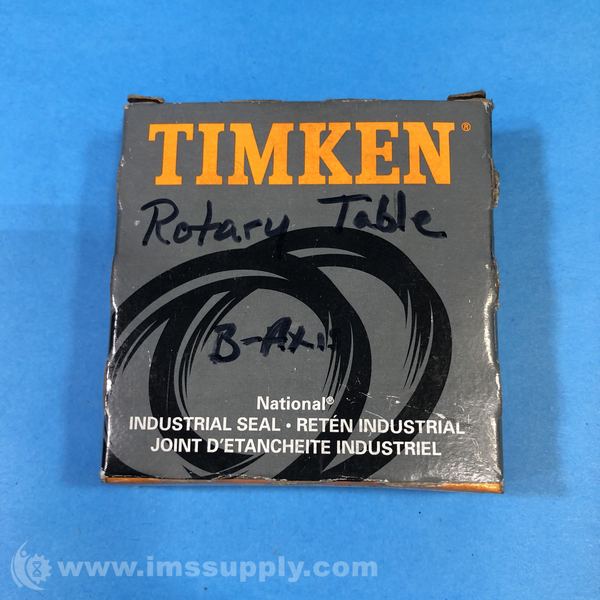 TIMKEN®
Rotary Table
B-Axis
National®
INDUSTRIAL SEAL • RETÉN INDUSTRIAL
JOINT D'ETANCHEITE INDUSTRIEL
www.imssupply.com